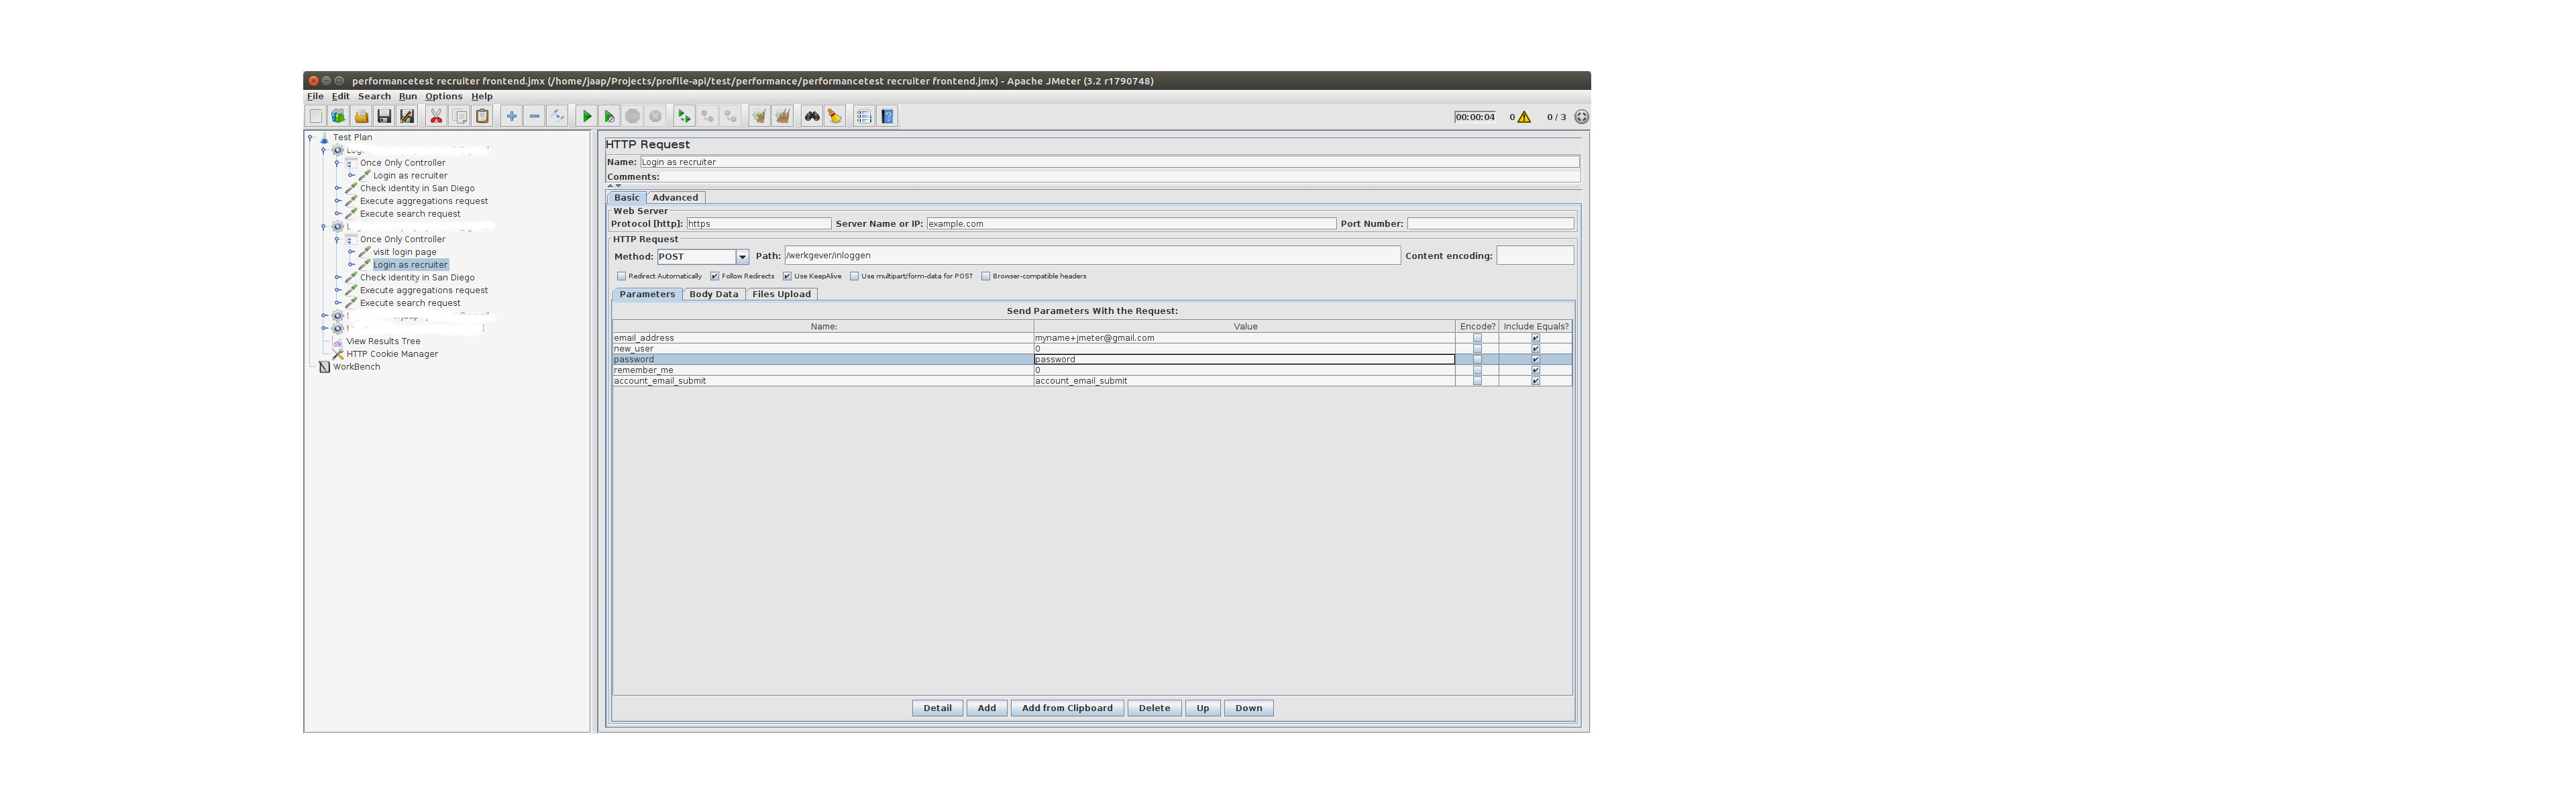 performancetest recruiter frontend.jmx (/home/jaap/Projects/profile-api/test/performance/performancetest recruiter frontend.jmx) - Apache JMeter (3.2 r1790748)
File Edit Search Run Options Help
00:00:04 0 0 / 3
Test Plan
Once Only Controller
Login as recruiter
Check identity in San Diego
Execute aggregations request
Execute search request
Once Only Controller
visit login page
Login as recruiter
Check identity in San Diego
Execute aggregations request
Execute search request
View Results Tree
HTTP Cookie Manager
WorkBench
HTTP Request
Name: Login as recruiter
Comments:
Basic Advanced
Web Server
Protocol [http]: https Server Name or IP: example.com Port Number:
HTTP Request
Method: POST Path: /werkgever/inloggen Content encoding:
Redirect Automatically Follow Redirects Use KeepAlive Use multipart/form-data for POST Browser-compatible headers
Parameters Body Data Files Upload
Send Parameters With the Request:
Name: Value Encode? Include Equals?
email_address myname+jmeter@gmail.com
new_user 0
password password
remember_me 0
account_email_submit account_email_submit
Detail Add Add from Clipboard Delete Up Down